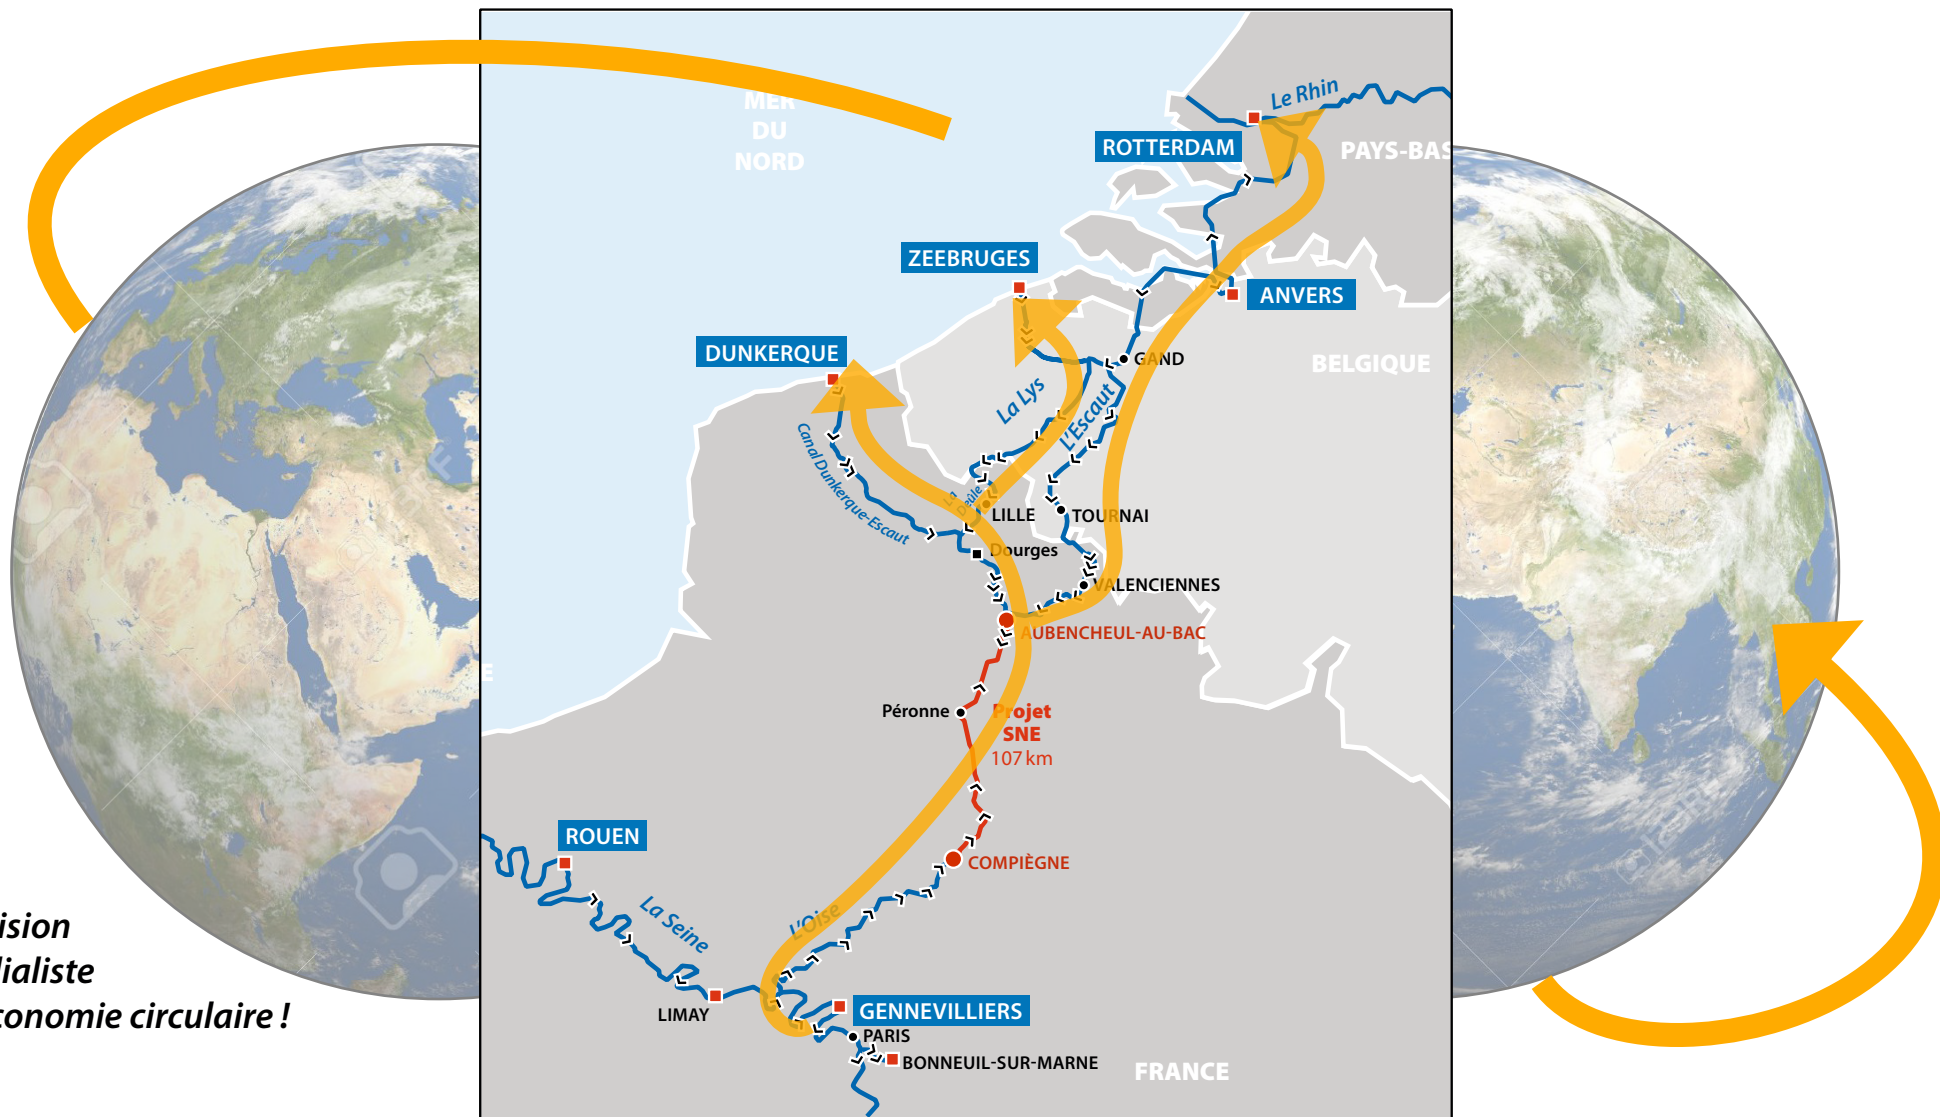 MER
DU
NORD
Le Rhin
ROTTERDAM
PAYS-BAS
ZEEBRUGES
ANVERS
DUNKERQUE
GAND
BELGIQUE
La Lys
L'Escaut
Canal Dunkerque-Escaut
La
Deûle
LILLE
TOURNAI
Dourges
VALENCIENNES
AUBENCHEUL-AU-BAC
E
Péronne
Projet
SNE
107 km
ROUEN
COMPIÈGNE
La Seine
L'Oise
ision
lialiste
conomie circulaire !
LIMAY
GENNEVILLIERS
PARIS
BONNEUIL-SUR-MARNE
FRANCE